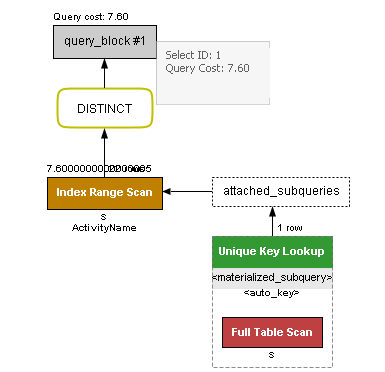 Query cost: 7.60
query_block #1
Select ID: 1
Query Cost: 7.60
DISTINCT
Index Range Scan
s
ActivityName
attached_subqueries
1 row
Unique Key Lookup
<materialized_subquery>
<auto_key>
Full Table Scan
s